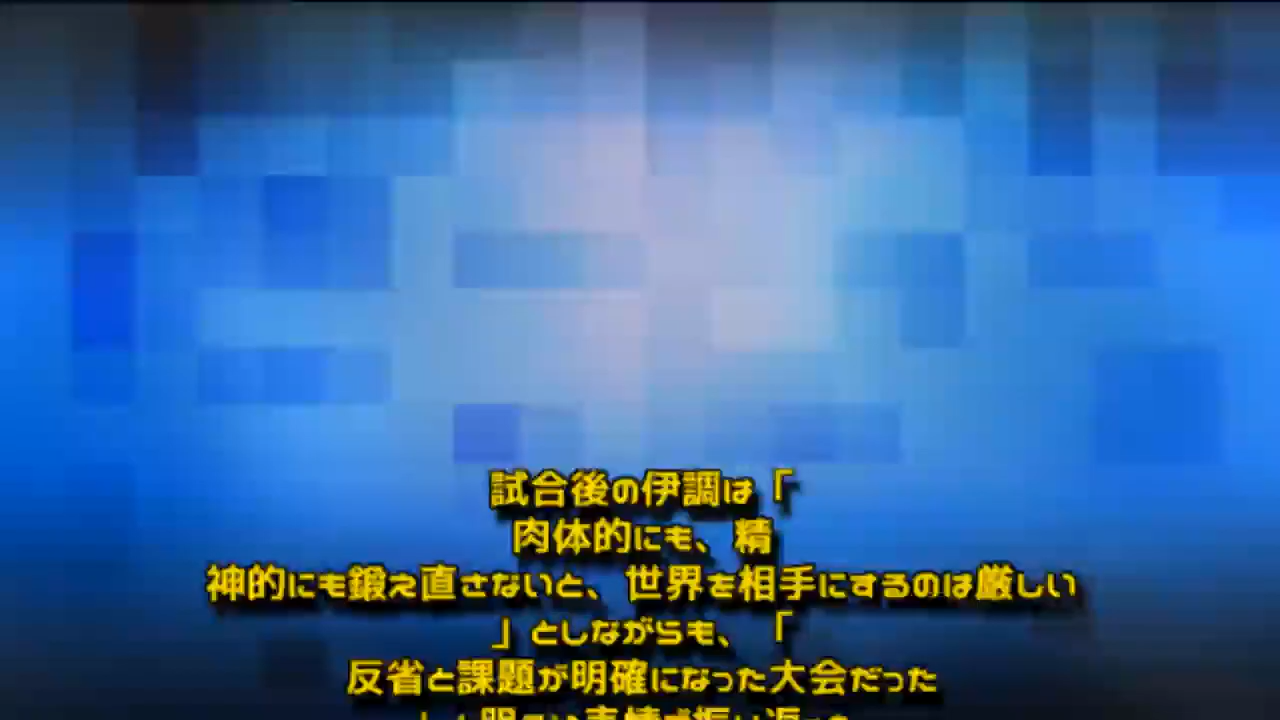 試合後の伊調は「
肉体的にも、精
神的にも鍛え直さないと、世界を相手にするのは厳しい
」としながらも、「
反省と課題が明確になった大会だった